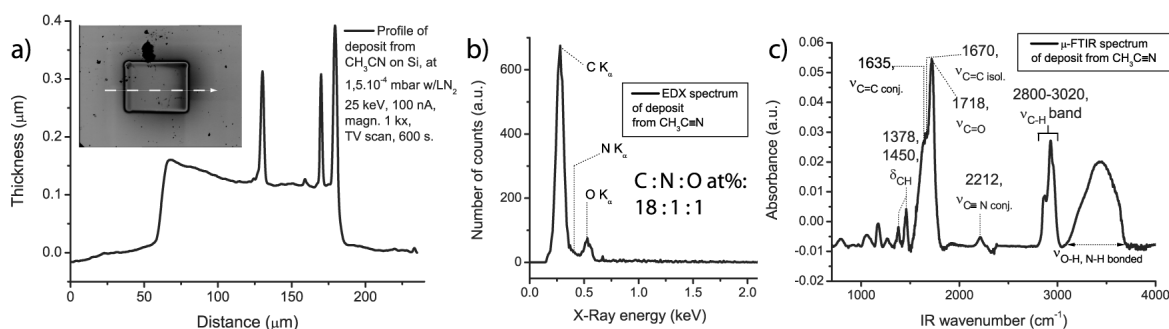 a)
0.4
0.3
0.2
0.1
0.0
Thickness (µm)
0
50
100
150
200
250
Distance (µm)
Profile of
deposit from
CH₃CN on Si, at
1,5.10⁻⁴ mbar w/LN₂
25 keV, 100 nA,
magn. 1 kx,
TV scan, 600 s.
b)
600
400
200
0
Number of counts (a.u.)
0.0
0.5
1.0
1.5
2.0
X-Ray energy (keV)
C Kα
EDX spectrum
of deposit
from CH₃C≡N
N Kα
O Kα
C:N:O at%:
18:1:1
c)
0.06
0.05
0.04
0.03
0.02
0.01
0.00
-0.01
-0.02
Absorbance (a.u.)
1000
2000
3000
4000
IR wavenumber (cm⁻¹)
µ-FTIR spectrum
of deposit from CH₃C≡N
1635,
νC=C conj.
1670,
νC=C isol.
1718,
νC=O
1378,
1450,
δCH
2212,
νC≡N conj.
2800-3020,
νC-H band
νO-H, N-H bonded